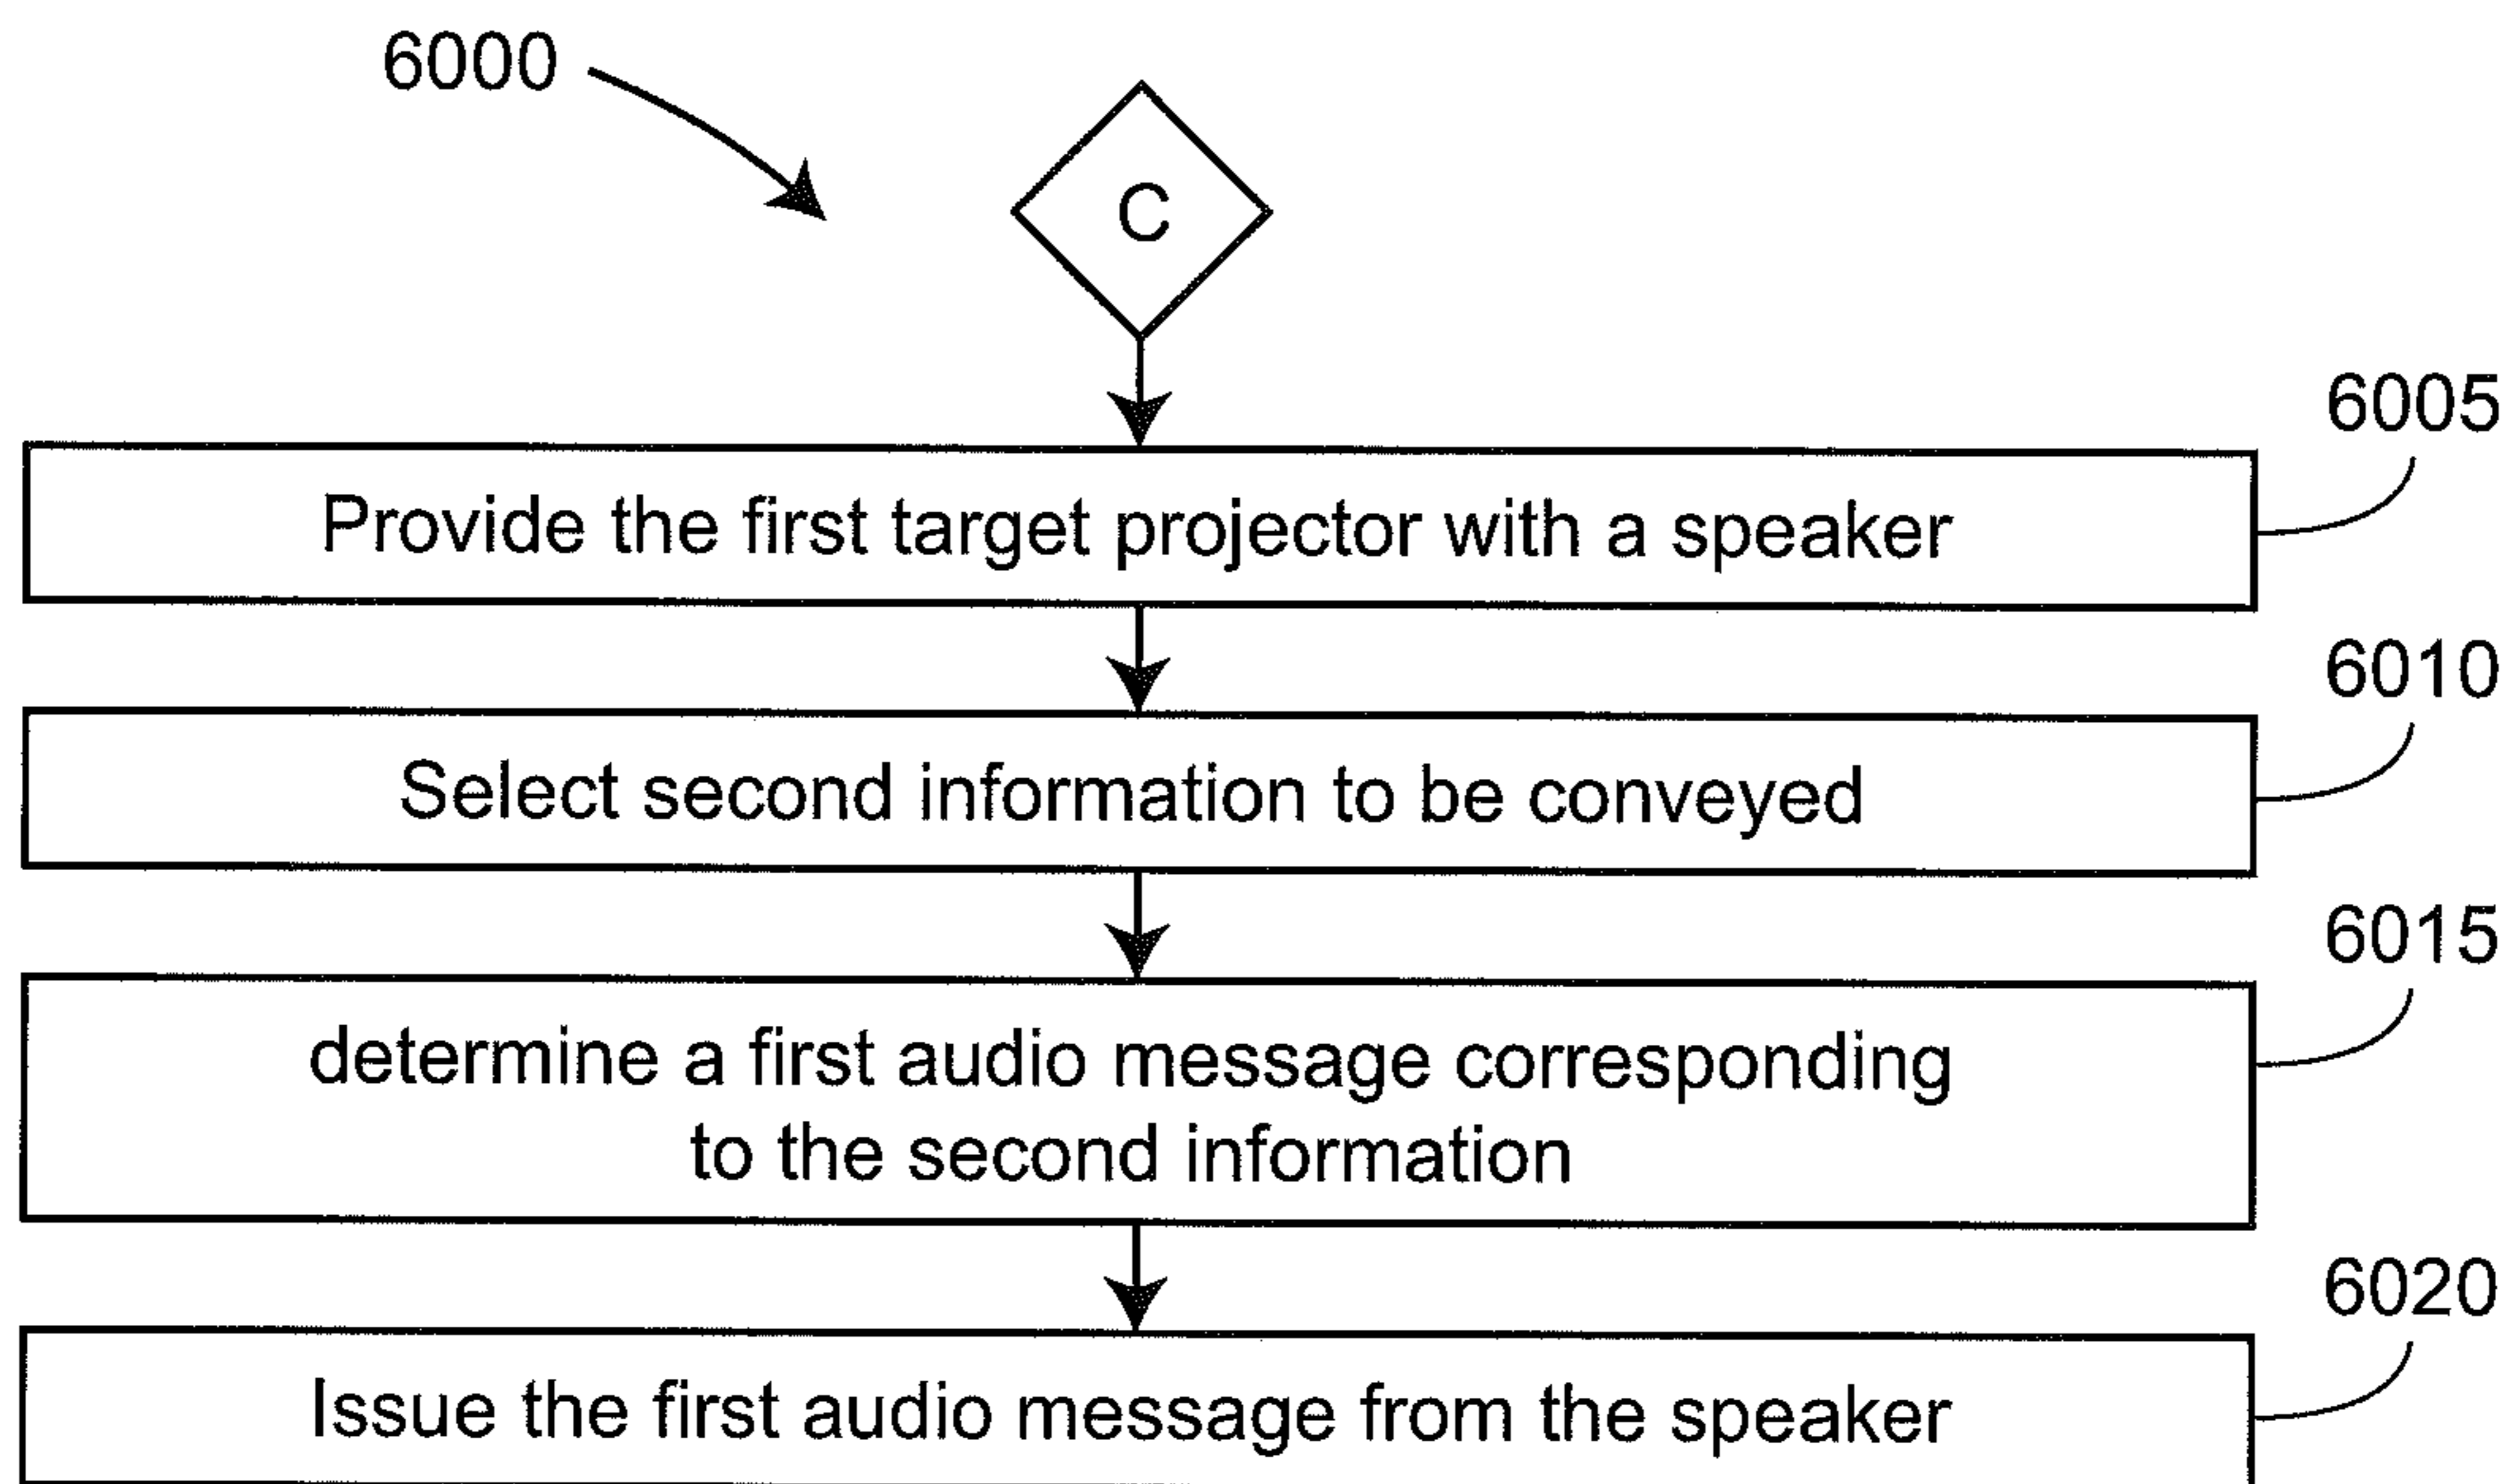 6000
C
6005
Provide the first target projector with a speaker
6010
Select second information to be conveyed
6015
determine a first audio message corresponding
to the second information
6020
Issue the first audio message from the speaker